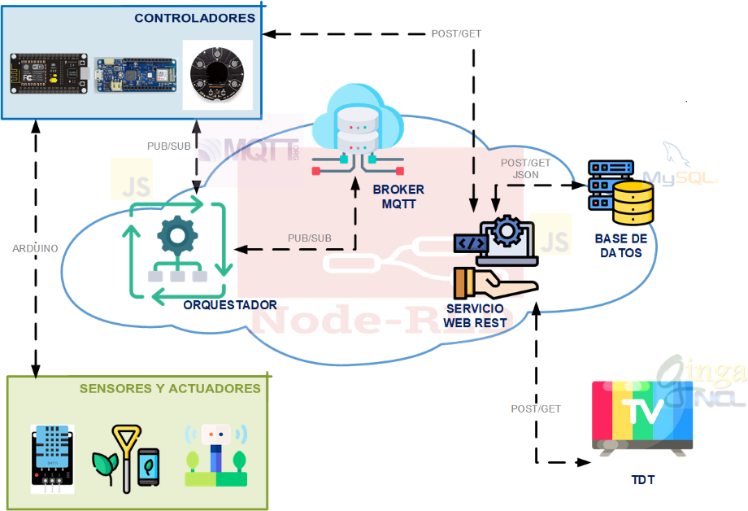 CONTROLADORES
POST/GET
PUB/SUB
MQTT
JS
BROKER
MQTT
POST/GET
JSON
MySQL
ARDUINO
PUB/SUB
JS
BASE DE
DATOS
ORQUESTADOR
SERVICIO
WEB REST
Node-RED
SENSORES Y ACTUADORES
POST/GET
Ginga
NCL
TV
TDT